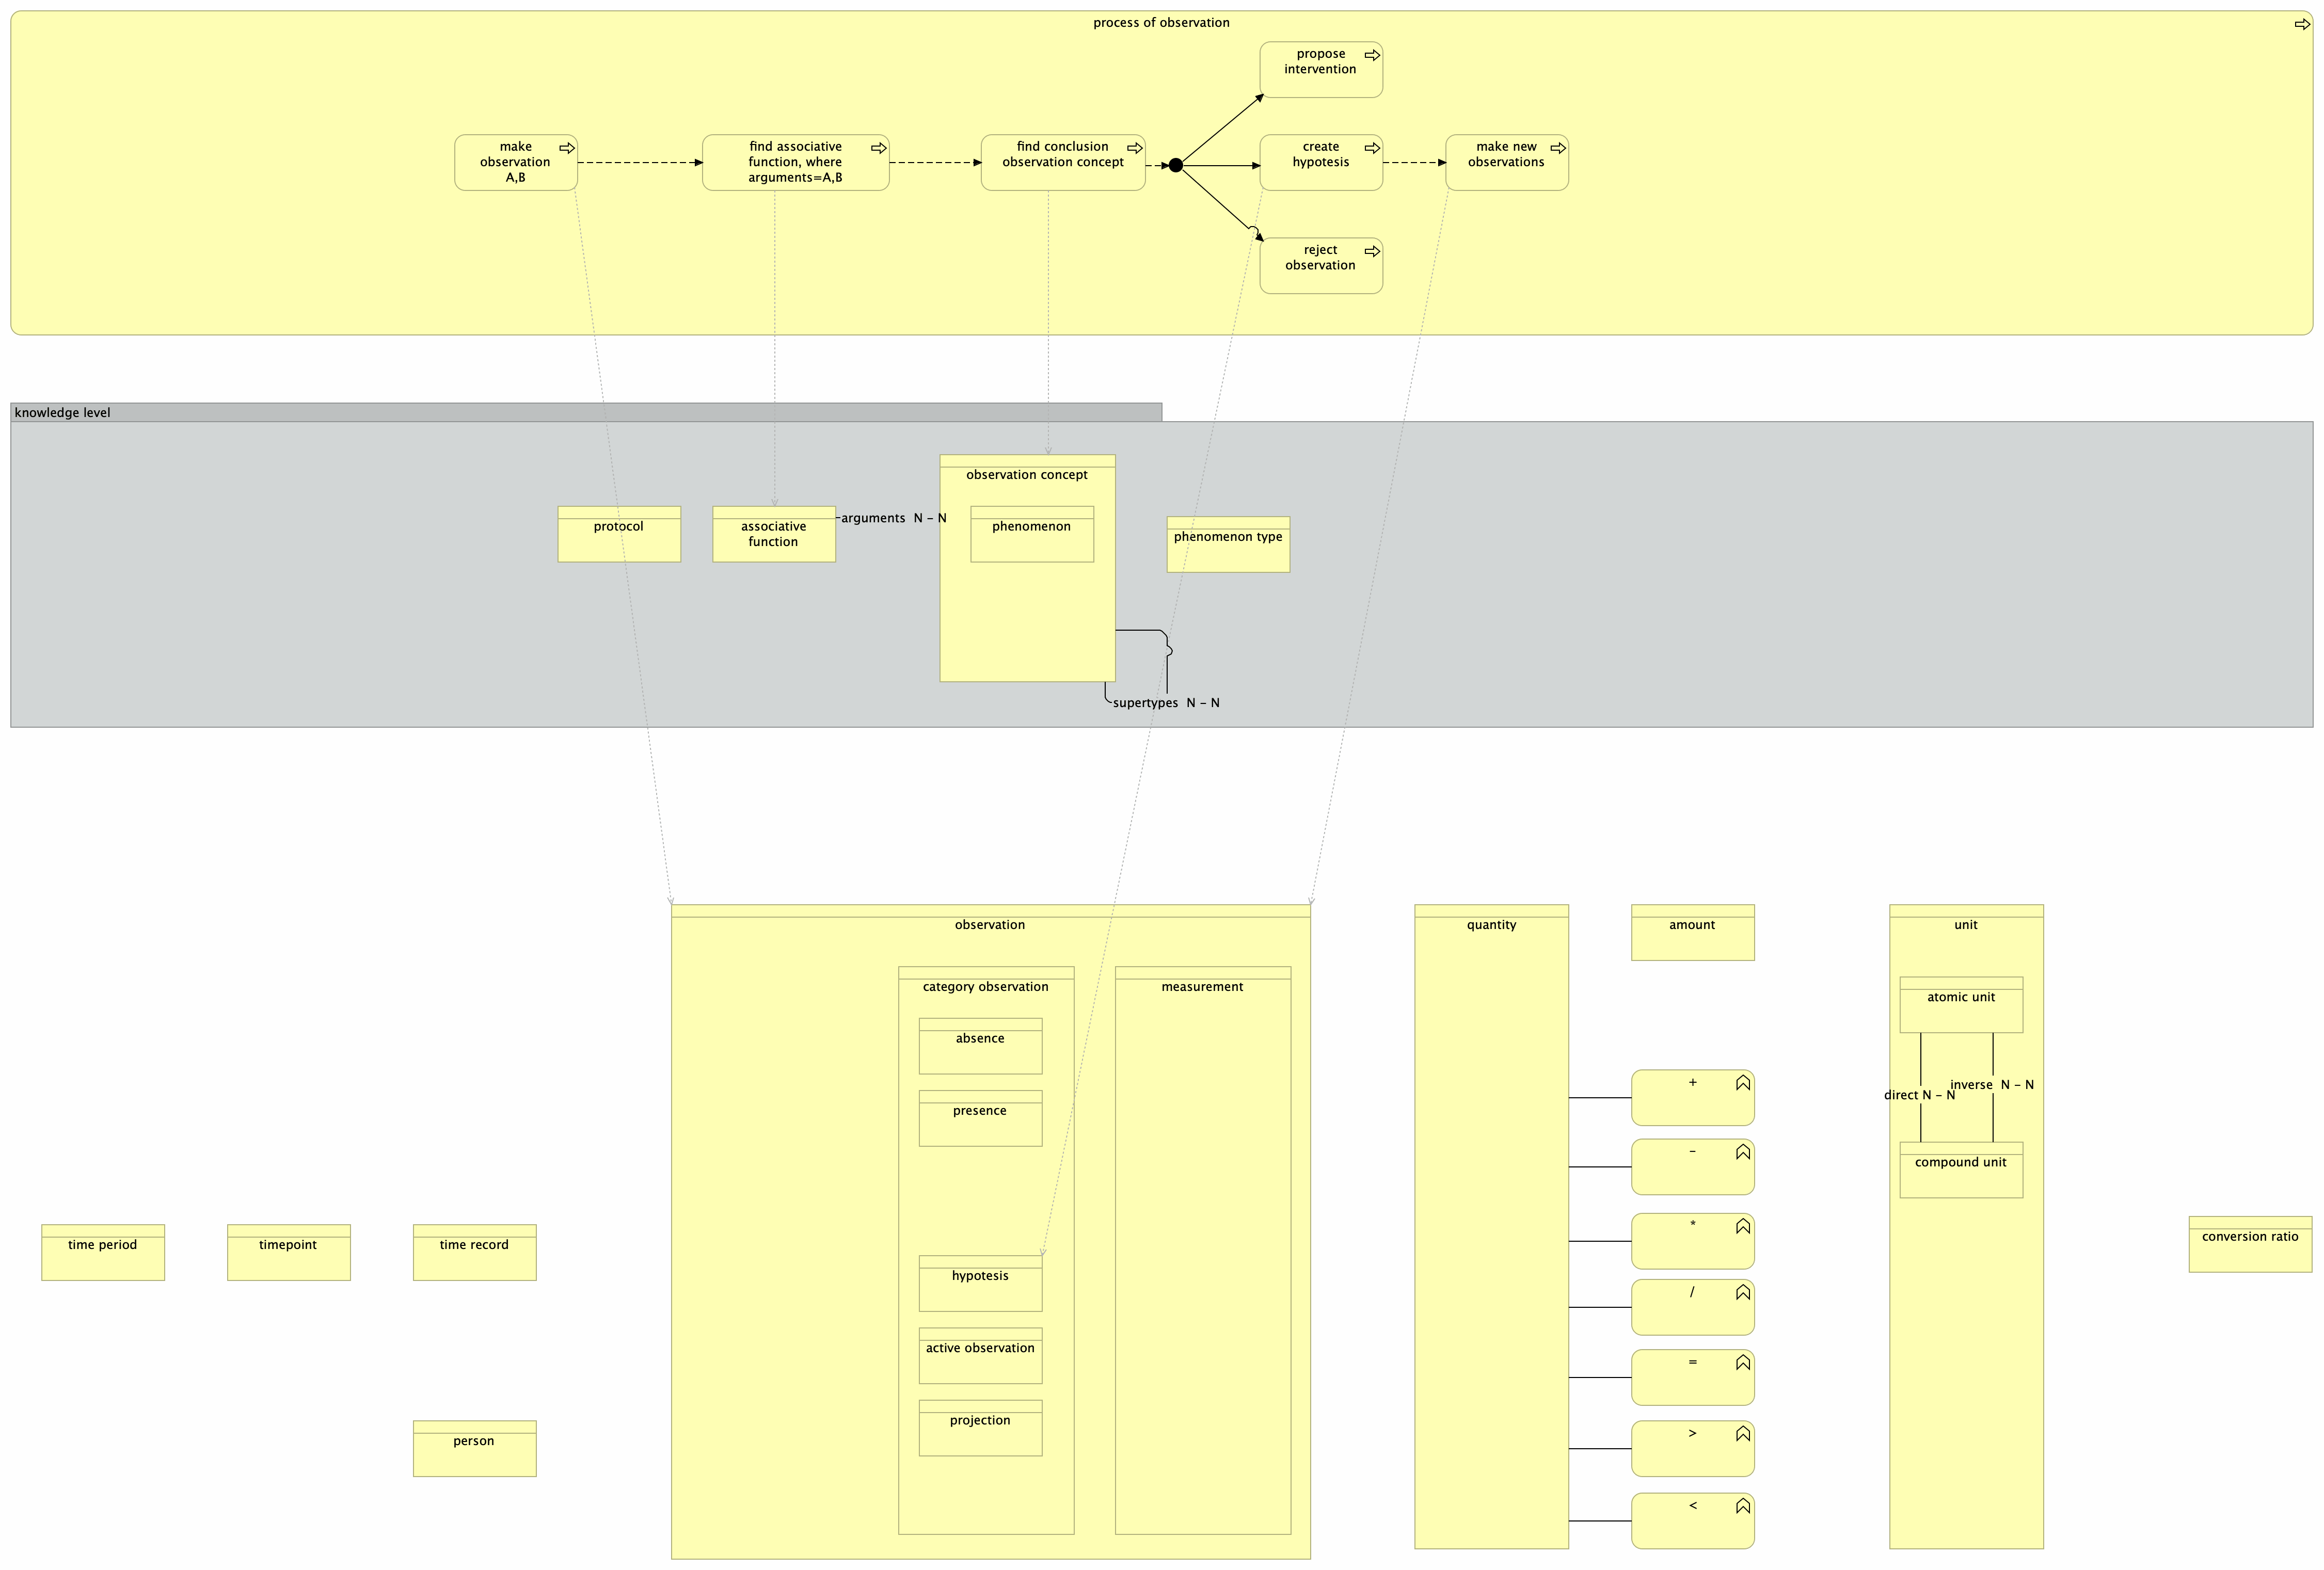 process of observation
propose
intervention
make
observation
A,B
find associative
function, where
arguments=A,B
find conclusion
observation concept
create
hypotesis
make new
observations
reject
observation
knowledge level
observation concept
protocol
associative
function
arguments  N – N
phenomenon
phenomenon type
supertypes  N – N
observation
quantity
amount
unit
category observation
measurement
atomic unit
absence
+
inverse  N – N
direct N – N
presence
–
compound unit
*
time period
timepoint
time record
conversion ratio
hypotesis
/
active observation
=
projection
person
>
<